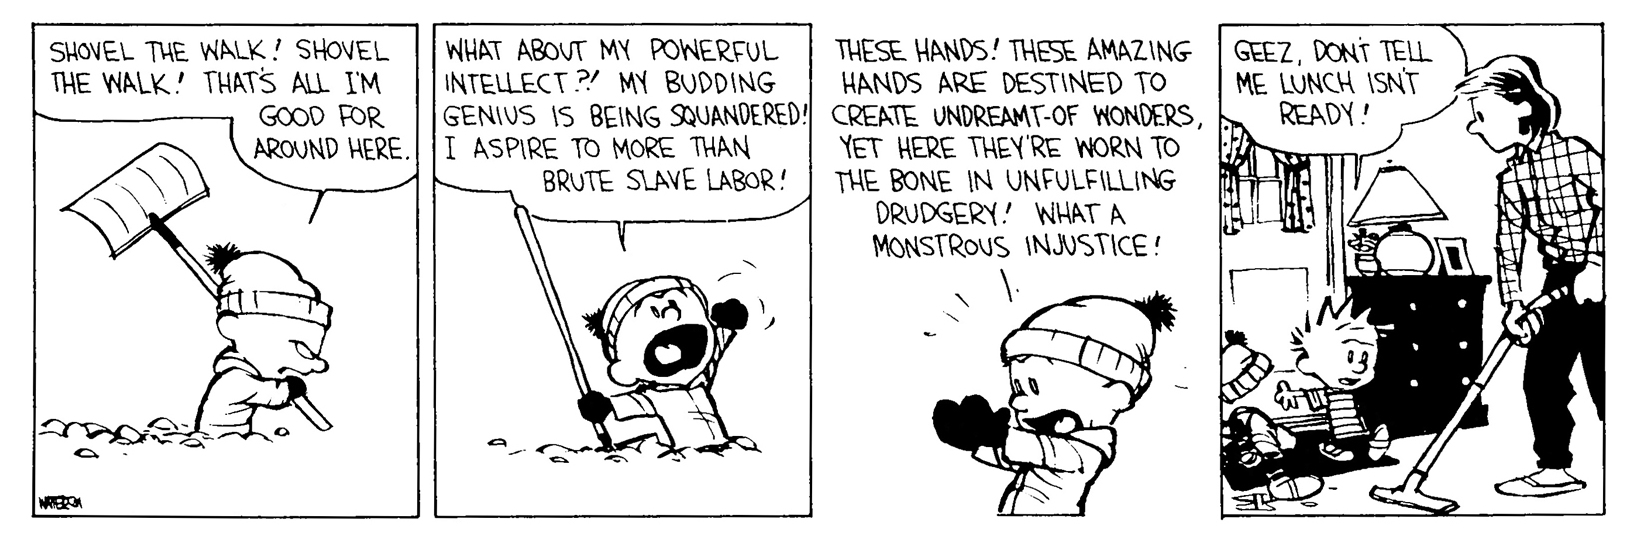 SHOVEL THE WALK! SHOVEL
THE WALK! THAT'S ALL I'M
GOOD FOR
AROUND HERE.
WHAT ABOUT MY POWERFUL
INTELLECT?! MY BUDDING
GENIUS IS BEING SQUANDERED!
I ASPIRE TO MORE THAN
BRUTE SLAVE LABOR!
THESE HANDS! THESE AMAZING
HANDS ARE DESTINED TO
CREATE UNDREAMT-OF WONDERS,
YET HERE THEY'RE WORN TO
THE BONE IN UNFULFILLING
DRUDGERY! WHAT A
MONSTROUS INJUSTICE!
GEEZ, DON'T TELL
ME LUNCH ISN'T
READY!